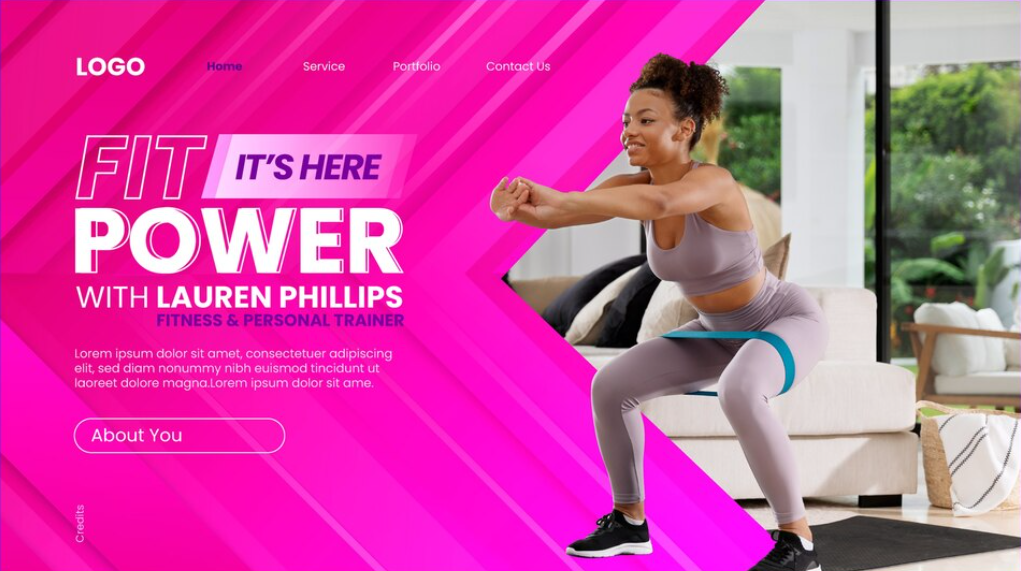 LOGO
Home Service Portfolio Contact Us
FIT IT'S HERE
POWER
WITH LAUREN PHILLIPS
FITNESS & PERSONAL TRAINER
Lorem ipsum dolor sit amet, consectetuer adipiscing
elit, sed diam nonummy nibh euismod tincidunt ut
laoreet dolore magna.Lorem ipsum dolor sit ame.
About You
Credits